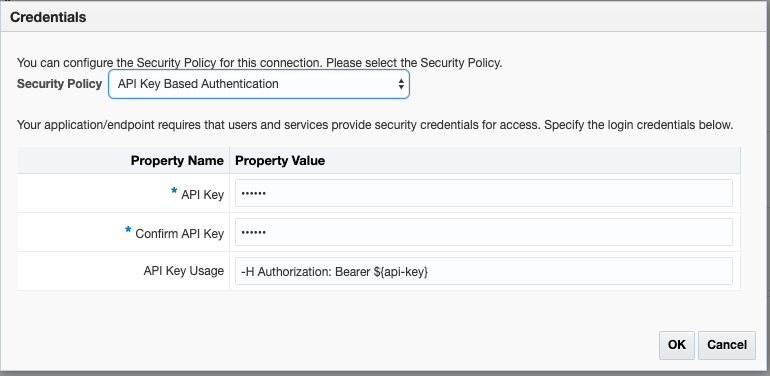 Credentials
You can configure the Security Policy for this connection. Please select the Security Policy.
Security Policy API Key Based Authentication
Your application/endpoint requires that users and services provide security credentials for access. Specify the login credentials below.
Property Name Property Value
* API Key ••••••
* Confirm API Key ••••••
API Key Usage -H Authorization: Bearer ${api-key}
OK Cancel